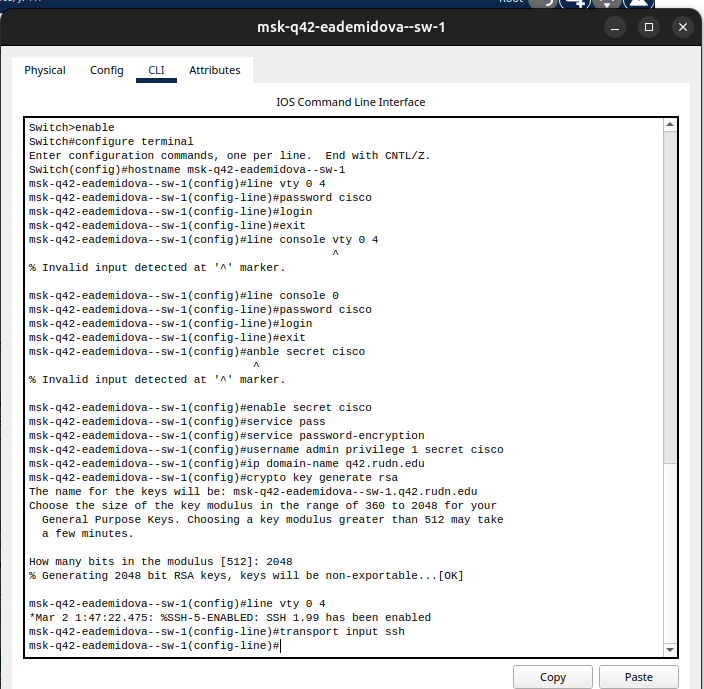 msk-q42-eademidova--sw-1
Physical Config CLI Attributes
IOS Command Line Interface
Switch>enable
Switch#configure terminal
Enter configuration commands, one per line.  End with CNTL/Z.
Switch(config)#hostname msk-q42-eademidova--sw-1
msk-q42-eademidova--sw-1(config)#line vty 0 4
msk-q42-eademidova--sw-1(config-line)#password cisco
msk-q42-eademidova--sw-1(config-line)#login
msk-q42-eademidova--sw-1(config-line)#exit
msk-q42-eademidova--sw-1(config)#line console vty 0 4
^
% Invalid input detected at '^' marker.
msk-q42-eademidova--sw-1(config)#line console 0
msk-q42-eademidova--sw-1(config-line)#password cisco
msk-q42-eademidova--sw-1(config-line)#login
msk-q42-eademidova--sw-1(config-line)#exit
msk-q42-eademidova--sw-1(config)#anble secret cisco
^
% Invalid input detected at '^' marker.
msk-q42-eademidova--sw-1(config)#enable secret cisco
msk-q42-eademidova--sw-1(config)#service pass
msk-q42-eademidova--sw-1(config)#service password-encryption
msk-q42-eademidova--sw-1(config)#username admin privilege 1 secret cisco
msk-q42-eademidova--sw-1(config)#ip domain-name q42.rudn.edu
msk-q42-eademidova--sw-1(config)#crypto key generate rsa
The name for the keys will be: msk-q42-eademidova--sw-1.q42.rudn.edu
Choose the size of the key modulus in the range of 360 to 2048 for your
General Purpose Keys. Choosing a key modulus greater than 512 may take
a few minutes.
How many bits in the modulus [512]: 2048
% Generating 2048 bit RSA keys, keys will be non-exportable...[OK]
msk-q42-eademidova--sw-1(config)#line vty 0 4
*Mar 2 1:47:22.475: %SSH-5-ENABLED: SSH 1.99 has been enabled
msk-q42-eademidova--sw-1(config-line)#transport input ssh
msk-q42-eademidova--sw-1(config-line)#
Copy Paste